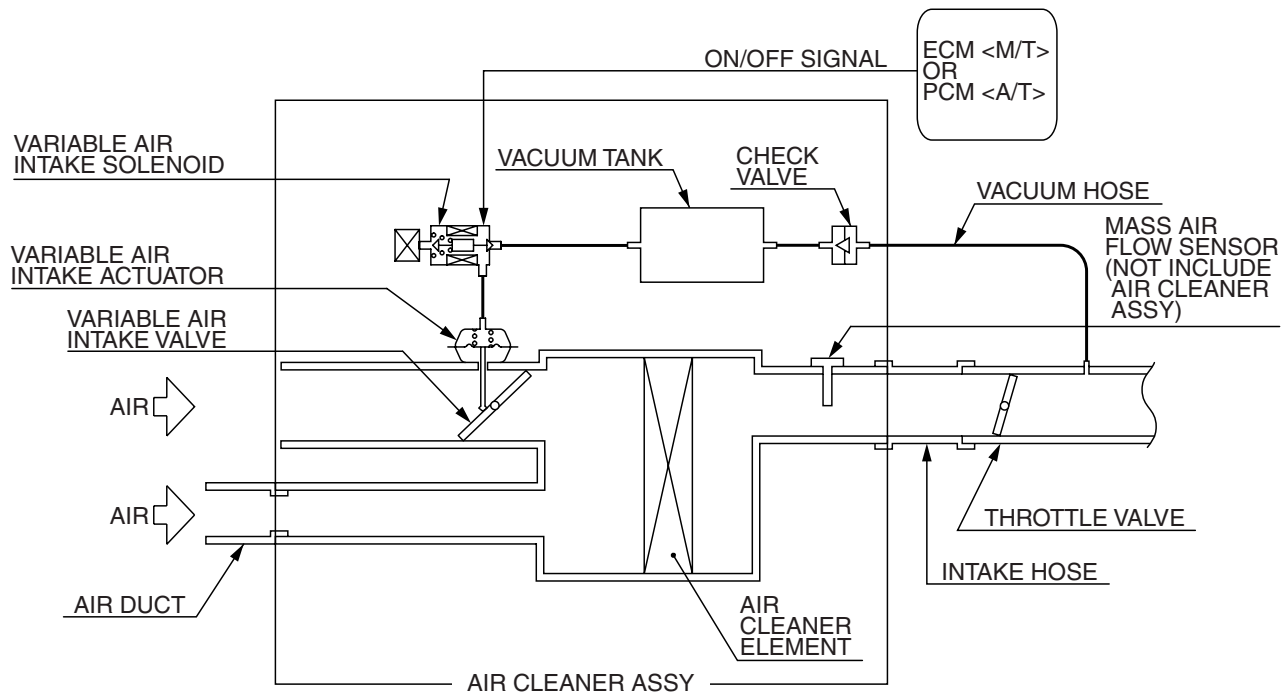 ECM <M/T>
OR
PCM <A/T>
ON/OFF SIGNAL
VARIABLE AIR
INTAKE SOLENOID
VACUUM TANK
CHECK
VALVE
VACUUM HOSE
MASS AIR
FLOW SENSOR
(NOT INCLUDE
AIR CLEANER
ASSY)
VARIABLE AIR
INTAKE ACTUATOR
VARIABLE AIR
INTAKE VALVE
AIR
AIR
THROTTLE VALVE
INTAKE HOSE
AIR DUCT
AIR
CLEANER
ELEMENT
AIR CLEANER ASSY